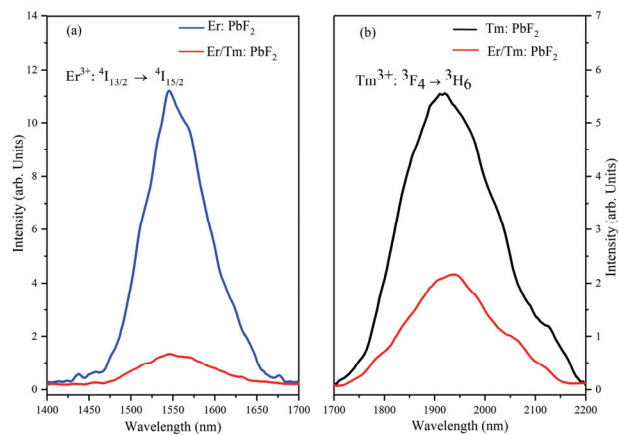 (a)
Er: PbF₂
Er/Tm: PbF₂
Er³⁺: ⁴I₁₃/₂ → ⁴I₁₅/₂
Intensity (arb. Units)
14
12
10
8
6
4
2
0
1400 1450 1500 1550 1600 1650 1700
Wavelength (nm)
(b)
Tm: PbF₂
Er/Tm: PbF₂
Tm³⁺: ³F₄ → ³H₆
7
6
5
4
3
2
1
0
Intensity (arb. Units)
1700 1800 1900 2000 2100 2200
Wavelength (nm)